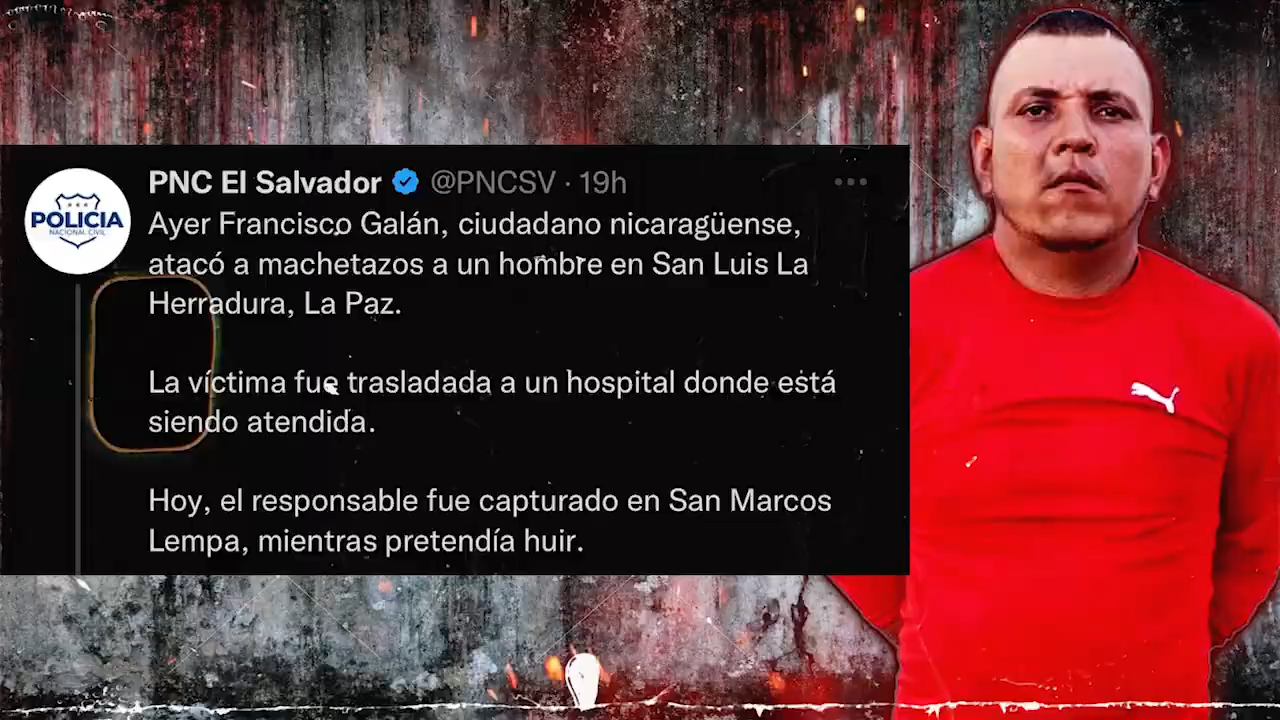 PNC El Salvador @PNCSV · 19h
POLICIA
NACIONAL CIVIL
Ayer Francisco Galán, ciudadano nicaragüense,
atacó a machetazos a un hombre en San Luis La
Herradura, La Paz.
La víctima fue trasladada a un hospital donde está
siendo atendida.
Hoy, el responsable fue capturado en San Marcos
Lempa, mientras pretendía huir.